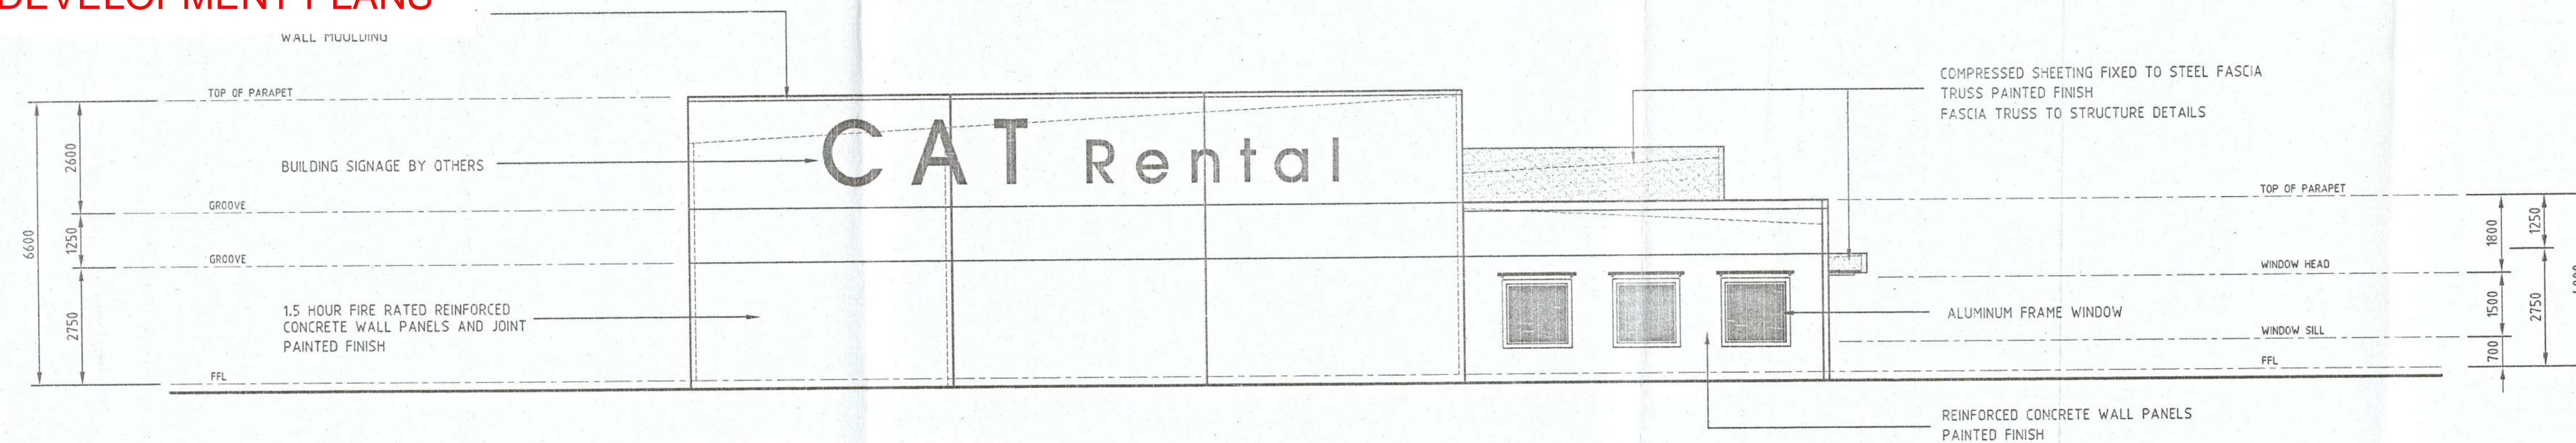 DEVELOPMENT PLANS
WALL MOULDING
TOP OF PARAPET
BUILDING SIGNAGE BY OTHERS
GROOVE
GROOVE
1.5 HOUR FIRE RATED REINFORCED
CONCRETE WALL PANELS AND JOINT
PAINTED FINISH
FFL
6600
2600
1250
2750
CAT Rental
COMPRESSED SHEETING FIXED TO STEEL FASCIA
TRUSS PAINTED FINISH
FASCIA TRUSS TO STRUCTURE DETAILS
TOP OF PARAPET
WINDOW HEAD
ALUMINUM FRAME WINDOW
WINDOW SILL
FFL
REINFORCED CONCRETE WALL PANELS
PAINTED FINISH
1800
1500
700
1250
2750